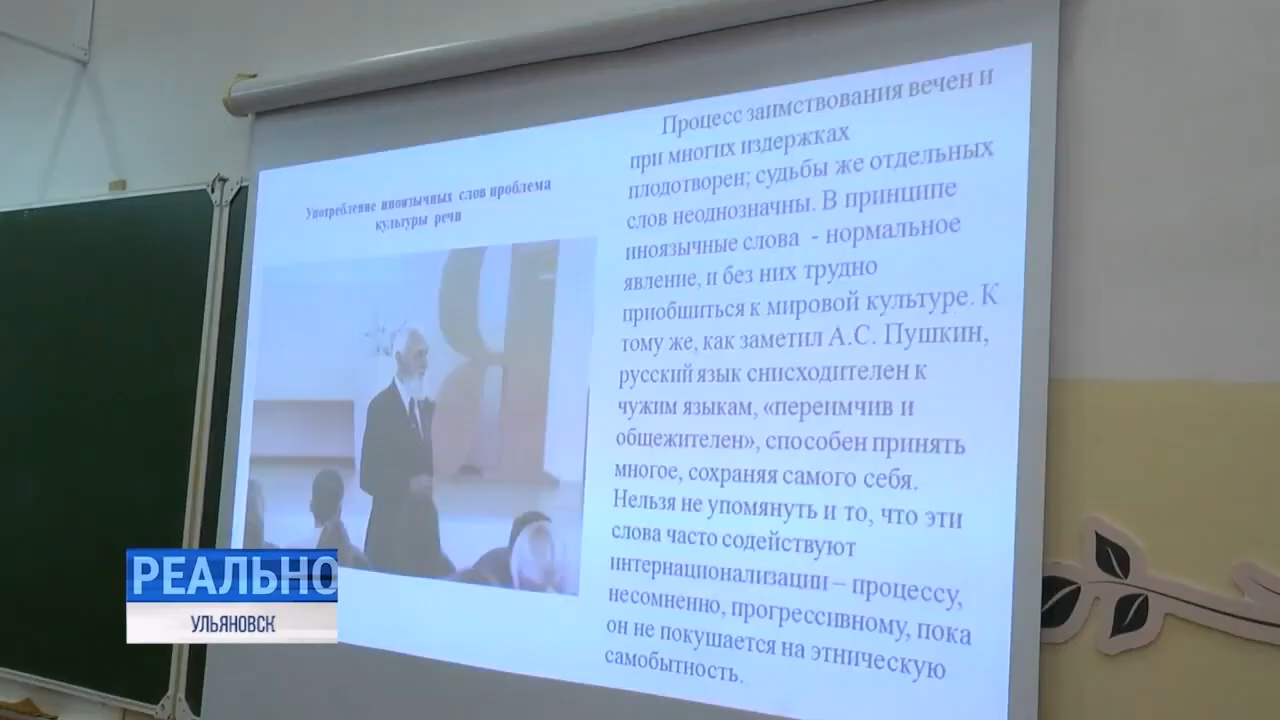 Употребление иноязычных слов проблема
культуры речи
Процесс заимствования вечен и
при многих издержках
плодотворен; судьбы же отдельных
слов неоднозначны. В принципе
иноязычные слова - нормальное
явление, и без них трудно
приобщиться к мировой культуре. К
тому же, как заметил А.С. Пушкин,
русский язык снисходителен к
чужим языкам, «переимчив и
общежителен», способен принять
многое, сохраняя самого себя.
Нельзя не упомянуть и то, что эти
слова часто содействуют
интернационализации – процессу,
несомненно, прогрессивному, пока
он не покушается на этническую
самобытность.
Я
РЕАЛЬНО
УЛЬЯНОВСК